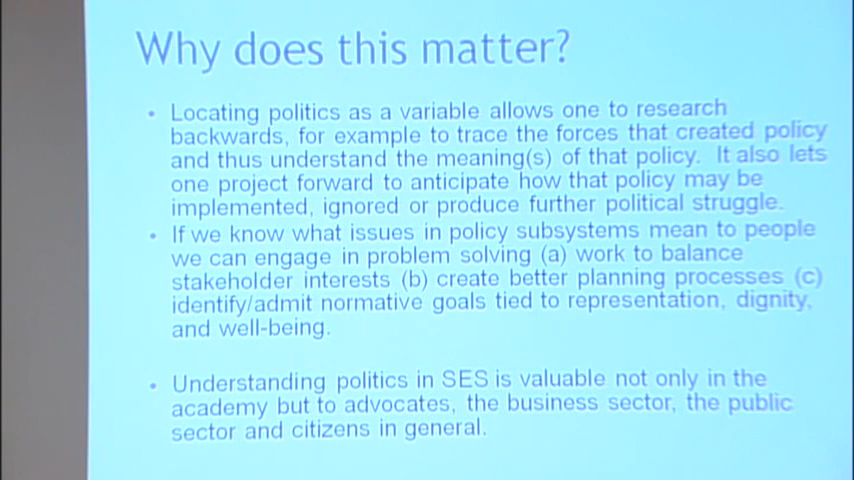 Why does this matter?
• Locating politics as a variable allows one to research
backwards, for example to trace the forces that created policy
and thus understand the meaning(s) of that policy. It also lets
one project forward to anticipate how that policy may be
implemented, ignored or produce further political struggle.
• If we know what issues in policy subsystems mean to people
we can engage in problem solving (a) work to balance
stakeholder interests (b) create better planning processes (c)
identify/admit normative goals tied to representation, dignity,
and well-being.
• Understanding politics in SES is valuable not only in the
academy but to advocates, the business sector, the public
sector and citizens in general.